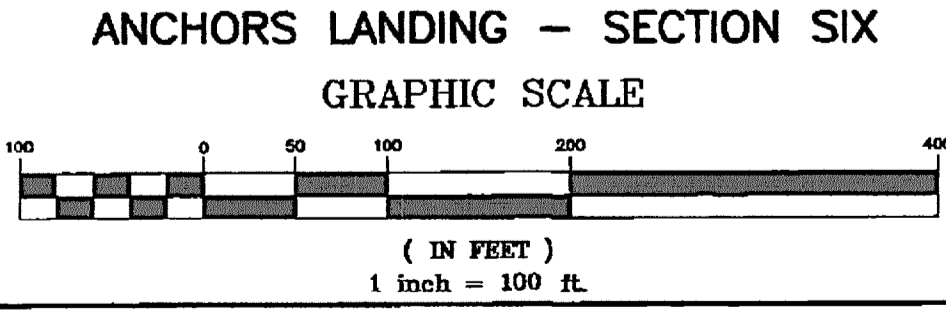 ANCHORS LANDING – SECTION SIX
GRAPHIC SCALE
100 0 50 100 200 400
( IN FEET )
1 inch = 100 ft.